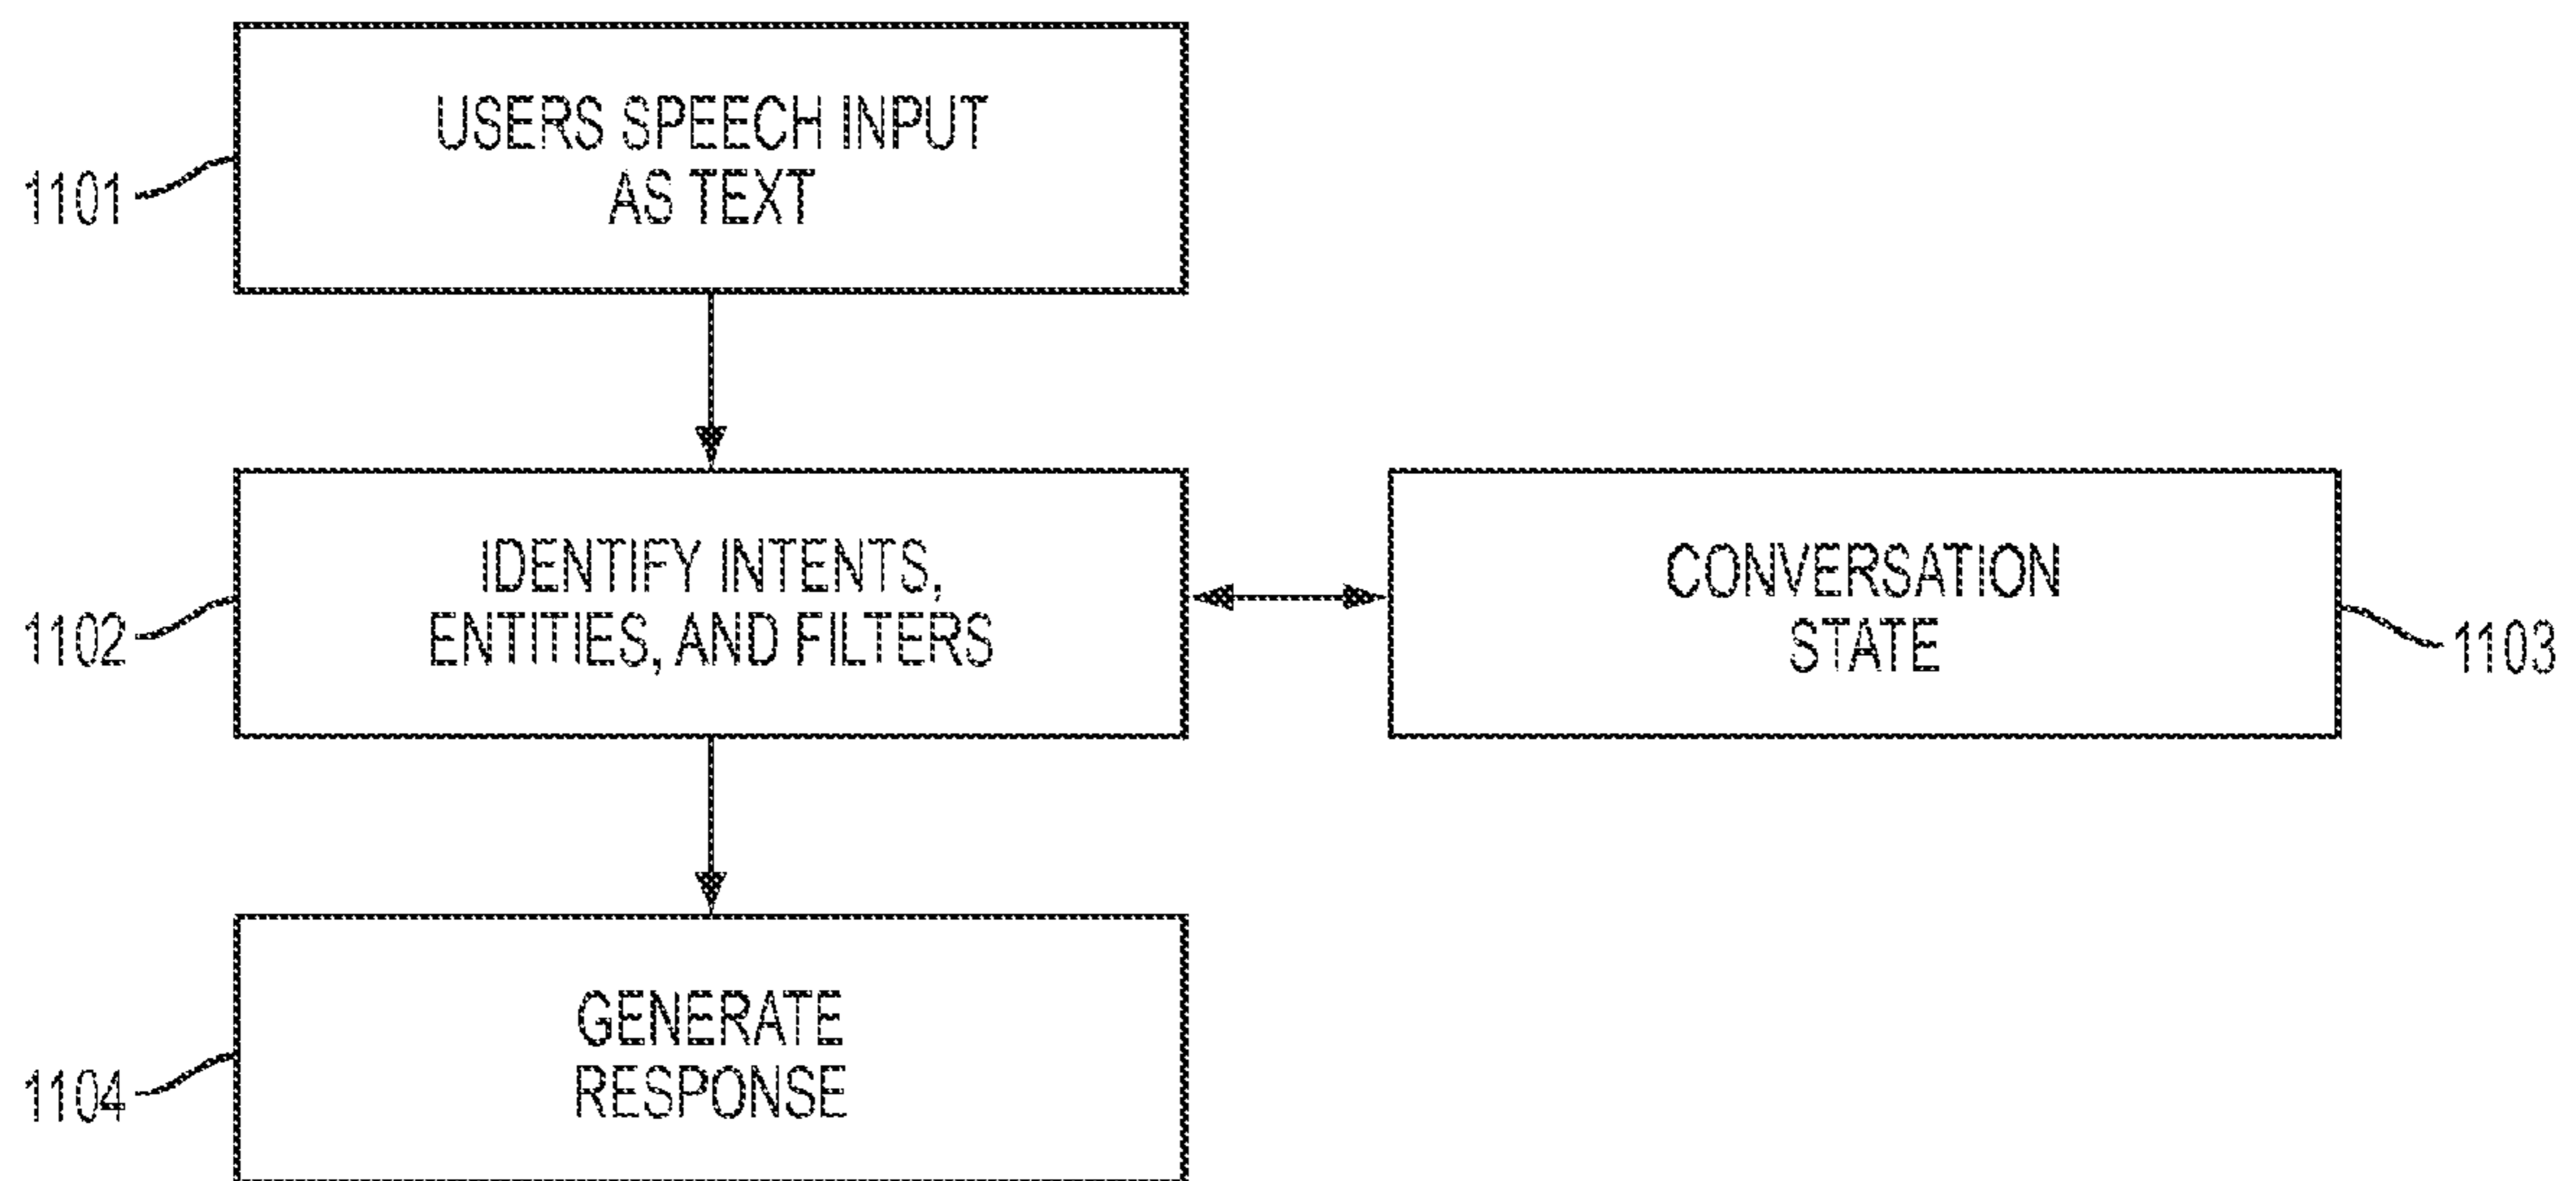 USERS SPEECH INPUT
AS TEXT
1101
IDENTIFY INTENTS,
ENTITIES, AND FILTERS
1102
CONVERSATION
STATE
1103
GENERATE
RESPONSE
1104